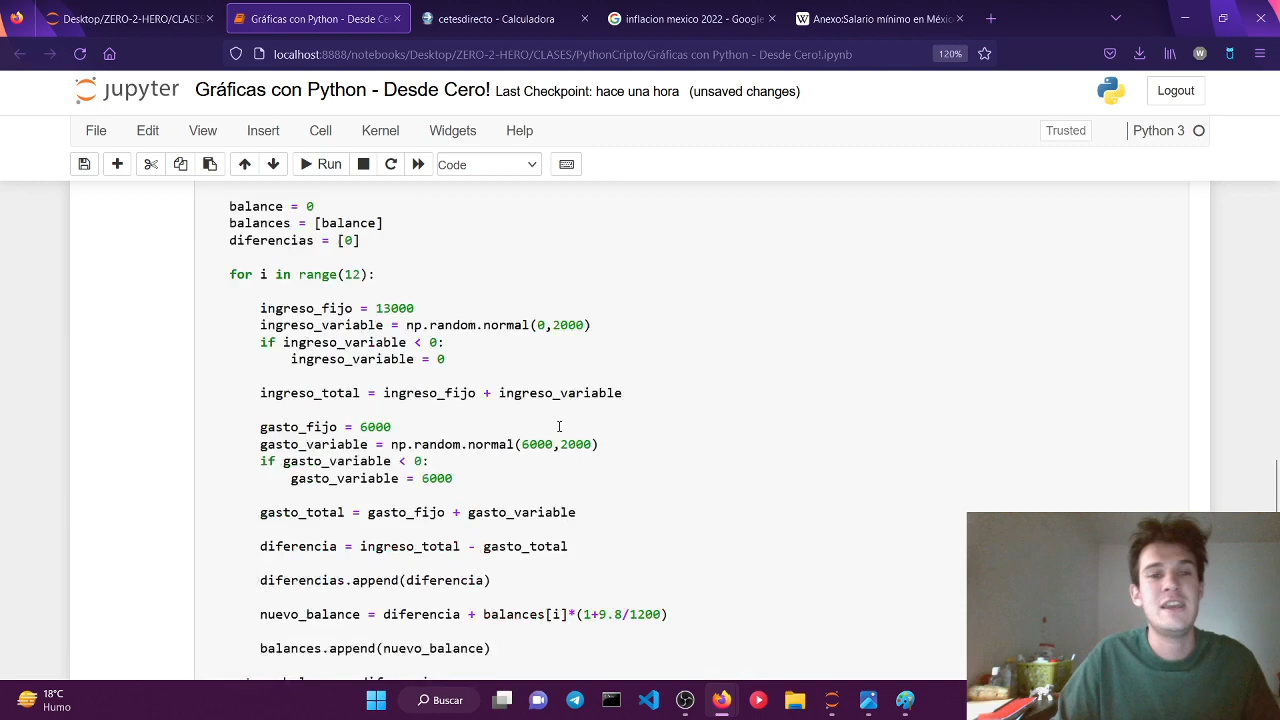 Desktop/ZERO-2-HERO/CLASES
Gráficas con Python - Desde Ce
cetesdirecto - Calculadora
inflacion mexico 2022 - Google
Anexo:Salario mínimo en Méxic
localhost:8888/notebooks/Desktop/ZERO-2-HERO/CLASES/PythonCripto/Gráficas con Python - Desde Cero!.ipynb
120%
jupyter
Gráficas con Python - Desde Cero! Last Checkpoint: hace una hora (unsaved changes)
Logout
File Edit View Insert Cell Kernel Widgets Help
Trusted
Python 3
Run
Code
balance = 0
balances = [balance]
diferencias = [0]
for i in range(12):
ingreso_fijo = 13000
ingreso_variable = np.random.normal(0,2000)
if ingreso_variable < 0:
ingreso_variable = 0
ingreso_total = ingreso_fijo + ingreso_variable
gasto_fijo = 6000
gasto_variable = np.random.normal(6000,2000)
if gasto_variable < 0:
gasto_variable = 6000
gasto_total = gasto_fijo + gasto_variable
diferencia = ingreso_total - gasto_total
diferencias.append(diferencia)
nuevo_balance = diferencia + balances[i]*(1+9.8/1200)
balances.append(nuevo_balance)
18°C
Humo
Buscar